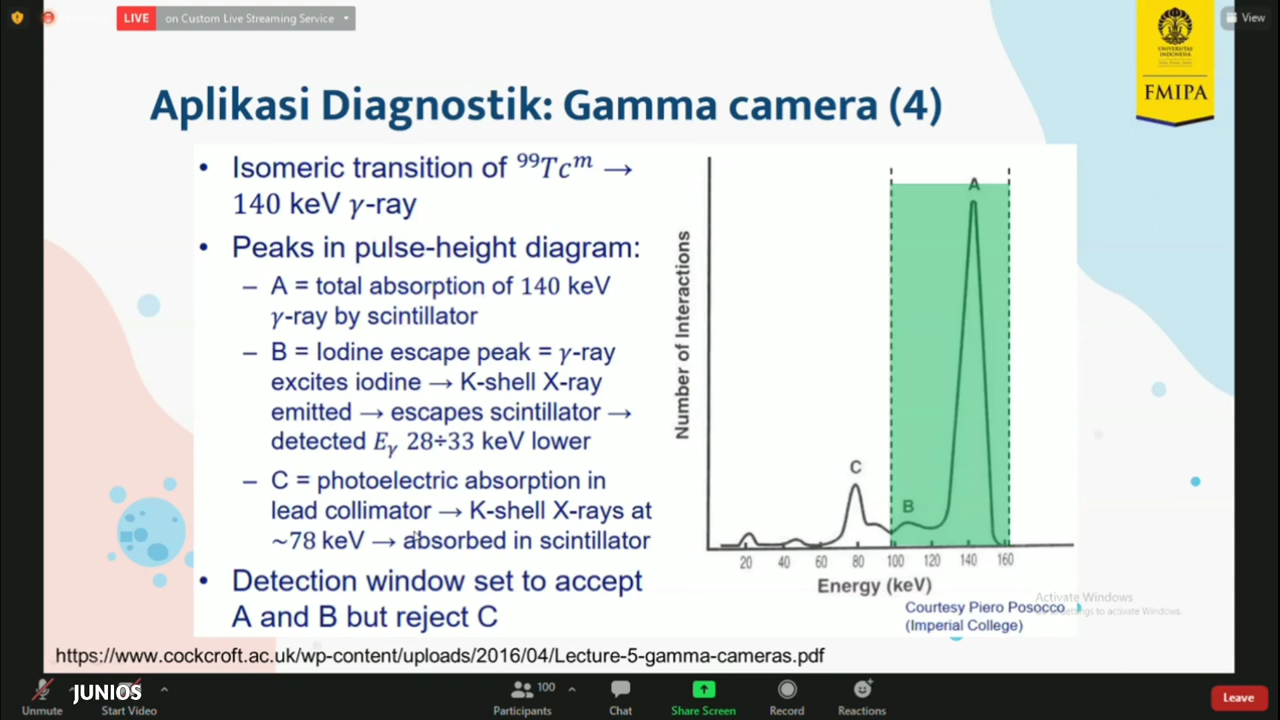 LIVE on Custom Live Streaming Service
View
UNIVERSITAS
INDONESIA
FMIPA
Aplikasi Diagnostik: Gamma camera (4)
• Isomeric transition of ⁹⁹Tcᵐ →
140 keV γ-ray
• Peaks in pulse-height diagram:
– A = total absorption of 140 keV
γ-ray by scintillator
– B = Iodine escape peak = γ-ray
excites iodine → K-shell X-ray
emitted → escapes scintillator →
detected Eγ 28÷33 keV lower
– C = photoelectric absorption in
lead collimator → K-shell X-rays at
~78 keV → absorbed in scintillator
• Detection window set to accept
A and B but reject C
Number of Interactions
A
C
B
20 40 60 80 100 120 140 160
Energy (keV)
Courtesy Piero Posocco
(Imperial College)
Activate Windows
to activate Windows.
https://www.cockcroft.ac.uk/wp-content/uploads/2016/04/Lecture-5-gamma-cameras.pdf
JUNIOS
Unmute
Start Video
100
Participants
Chat
Share Screen
Record
Reactions
Leave